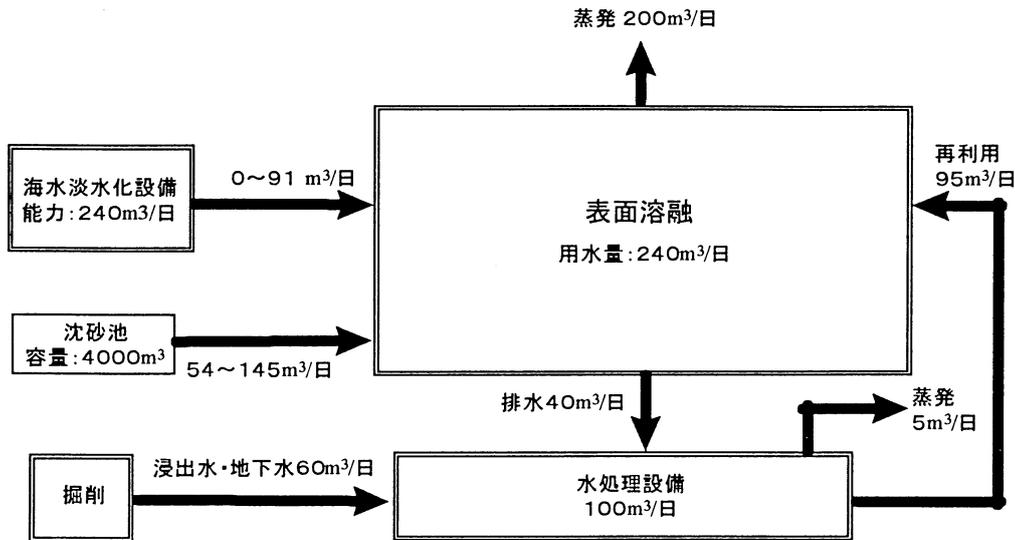 蒸発 200m³/日
再利用
95m³/日
海水淡水化設備
能力:240m3/日
0～91 m³/日
表面溶融
用水量:240m³/日
沈砂池
容量:4000m³
54～145m³/日
排水40m³/日
蒸発
5m³/日
掘削
浸出水・地下水60m³/日
水処理設備
100m³/日